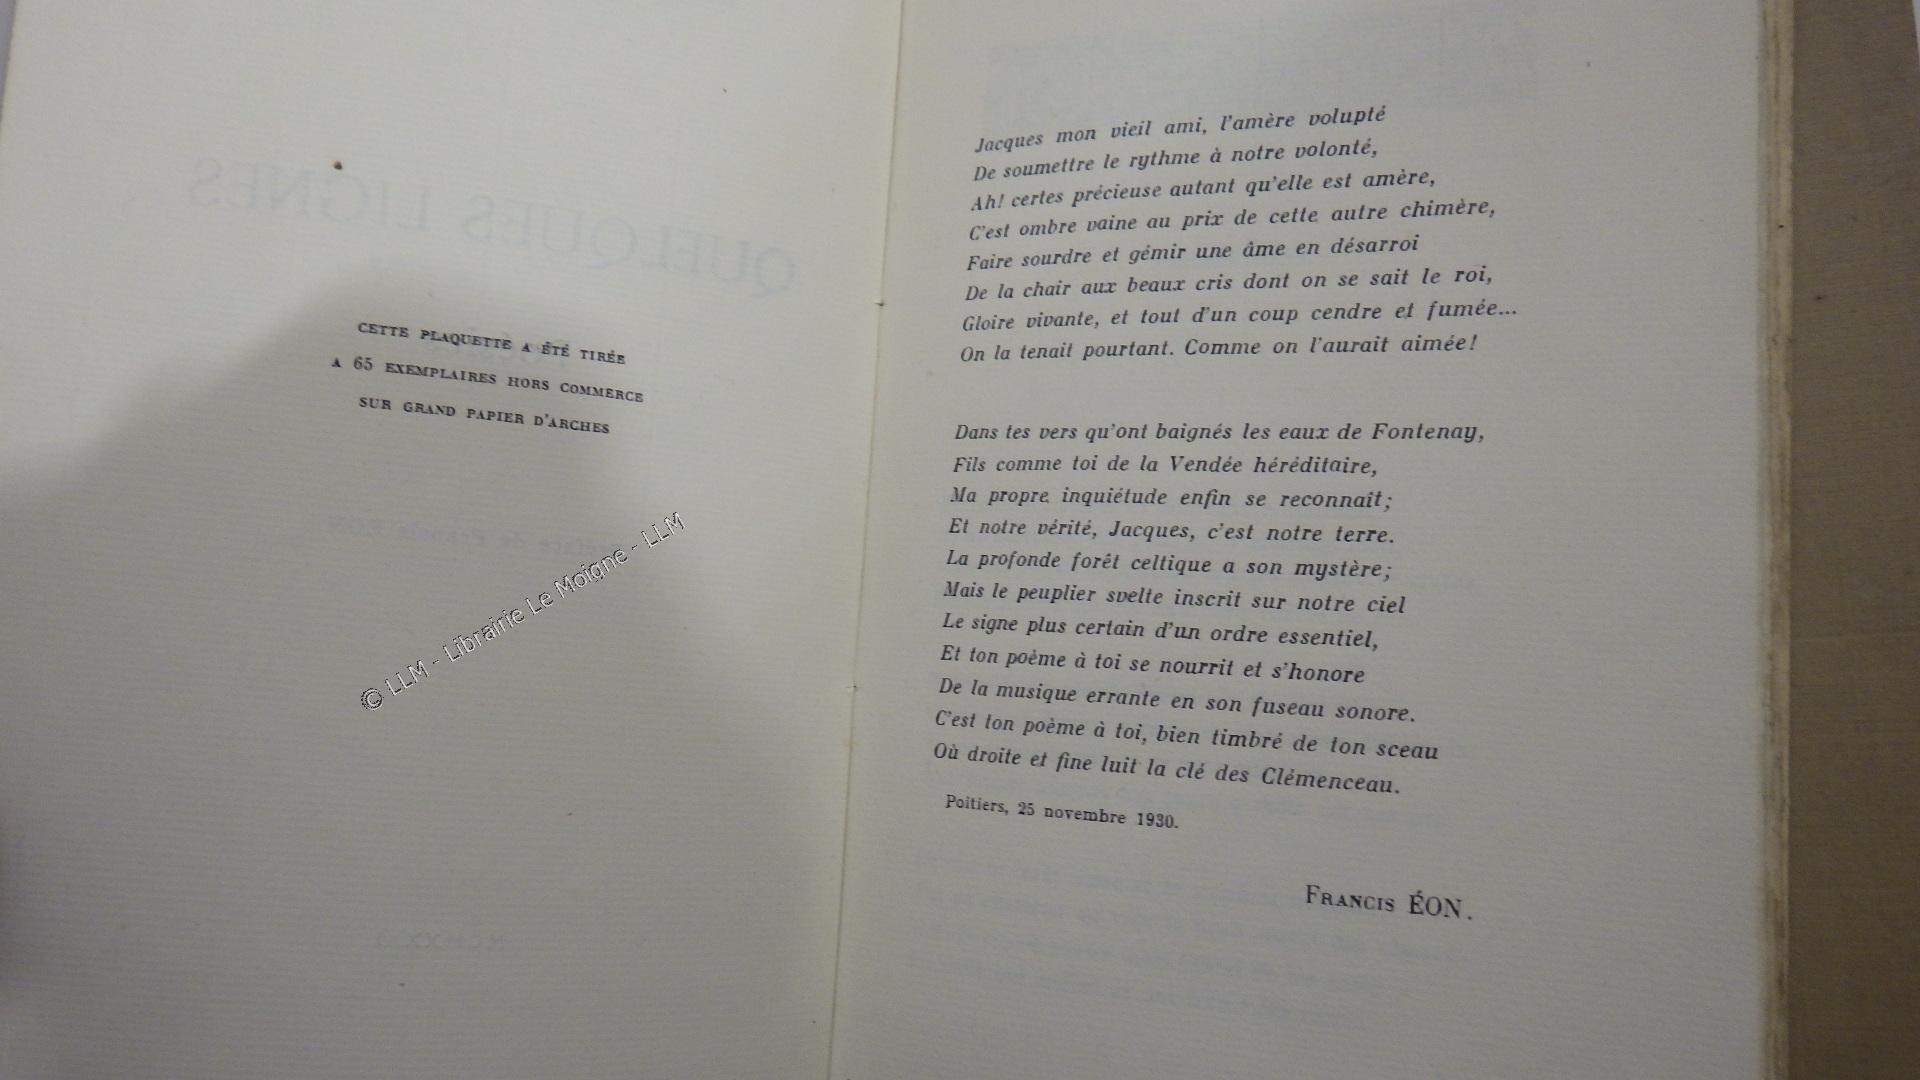 QUELQUES LIGNES
CETTE PLAQUETTE A ÉTÉ TIRÉE
A 65 EXEMPLAIRES HORS COMMERCE
SUR GRAND PAPIER D'ARCHES
© LLM - Librairie Le Moigne - LLM
Jacques mon vieil ami, l'amère volupté
De soumettre le rythme à notre volonté,
Ah! certes précieuse autant qu'elle est amère,
C'est ombre vaine au prix de cette autre chimère,
Faire sourdre et gémir une âme en désarroi
De la chair aux beaux cris dont on se sait le roi,
Gloire vivante, et tout d'un coup cendre et fumée...
On la tenait pourtant. Comme on l'aurait aimée!
Dans tes vers qu'ont baignés les eaux de Fontenay,
Fils comme toi de la Vendée héréditaire,
Ma propre inquiétude enfin se reconnaît;
Et notre vérité, Jacques, c'est notre terre.
La profonde forêt celtique a son mystère;
Mais le peuplier svelte inscrit sur notre ciel
Le signe plus certain d'un ordre essentiel,
Et ton poème à toi se nourrit et s'honore
De la musique errante en son fuseau sonore.
C'est ton poème à toi, bien timbré de ton sceau
Où droite et fine luit la clé des Clémenceau.
Poitiers, 25 novembre 1930.
FRANCIS ÉON.